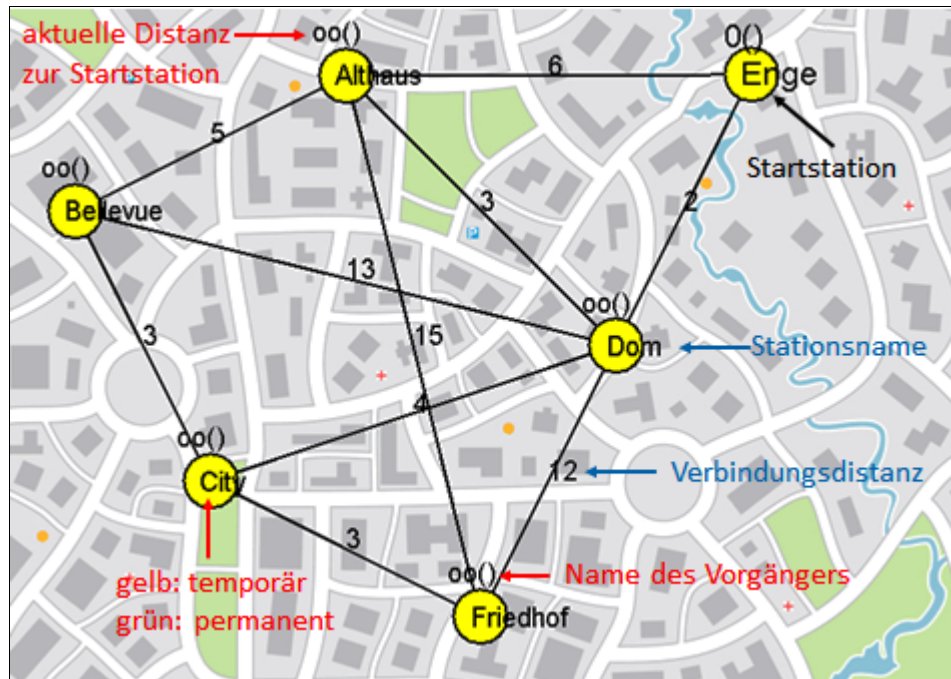 aktuelle Distanz
zur Startstation
oo()
Althaus
6
0()
Enge
Startstation
5
oo()
Bellevue
3
2
13
oo()
Dom
Stationsname
15
3
4
oo()
City
12
Verbindungsdistanz
3
oo()
Name des Vorgängers
gelb: temporär
grün: permanent
Friedhof